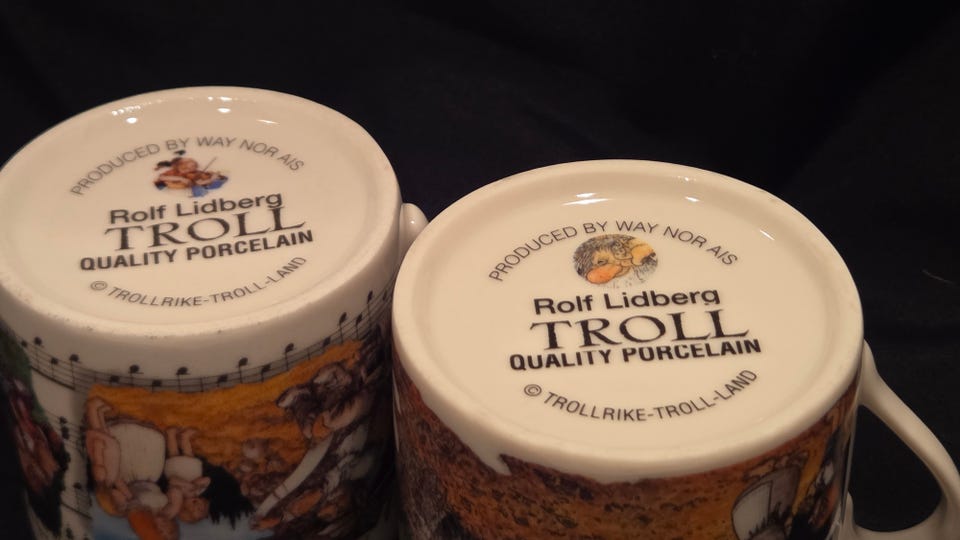 PRODUCED BY WAY NOR AIS
Rolf Lidberg
TROLL
QUALITY PORCELAIN
© TROLLRIKE-TROLL-LAND
PRODUCED BY WAY NOR AIS
Rolf Lidberg
TROLL
QUALITY PORCELAIN
© TROLLRIKE-TROLL-LAND